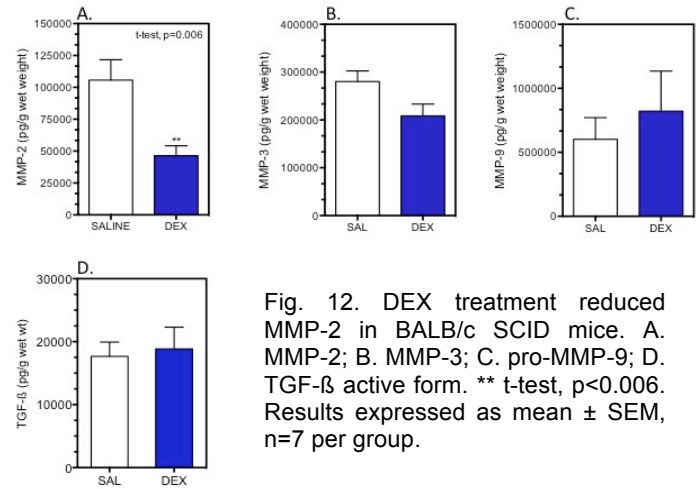 A.
150000
125000
100000
75000
50000
25000
0
MMP-2 (pg/g wet weight)
t-test, p=0.006
**
SALINE DEX
B.
400000
300000
200000
100000
0
MMP-3 (pg/g wet weight)
SAL DEX
C.
1500000
1000000
500000
0
MMP-9 (pg/g wet weight)
SAL DEX
D.
30000
20000
10000
0
TGF-ß (pg/g wet wt)
SAL DEX
Fig. 12. DEX treatment reduced
MMP-2 in BALB/c SCID mice. A.
MMP-2; B. MMP-3; C. pro-MMP-9; D.
TGF-ß active form. ** t-test, p<0.006.
Results expressed as mean ± SEM,
n=7 per group.